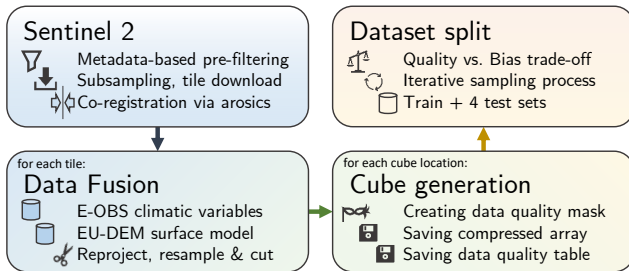 Sentinel 2
Metadata-based pre-filtering
Subsampling, tile download
Co-registration via arosics
for each tile:
Data Fusion
E-OBS climatic variables
EU-DEM surface model
Reproject, resample & cut
for each cube location:
Cube generation
Creating data quality mask
Saving compressed array
Saving data quality table
Dataset split
Quality vs. Bias trade-off
Iterative sampling process
Train + 4 test sets